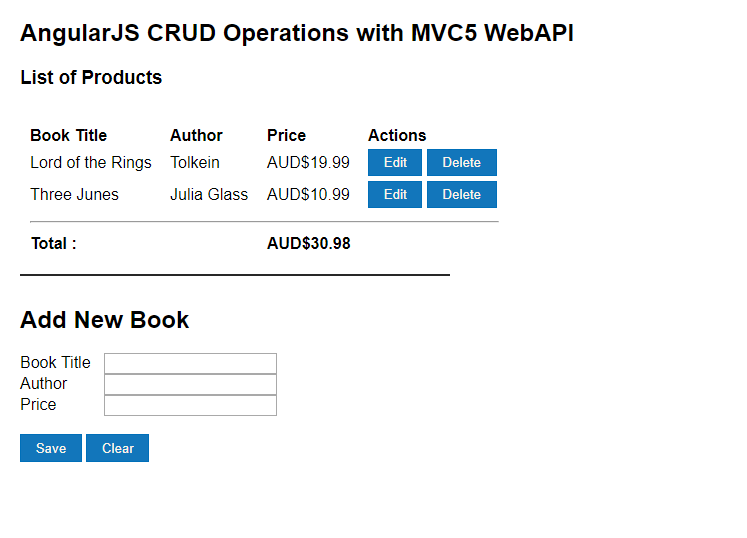 AngularJS CRUD Operations with MVC5 WebAPI
List of Products
Book Title Author Price Actions
Lord of the Rings Tolkein AUD$19.99 Edit Delete
Three Junes Julia Glass AUD$10.99 Edit Delete
Total : AUD$30.98
Add New Book
Book Title
Author
Price
Save Clear